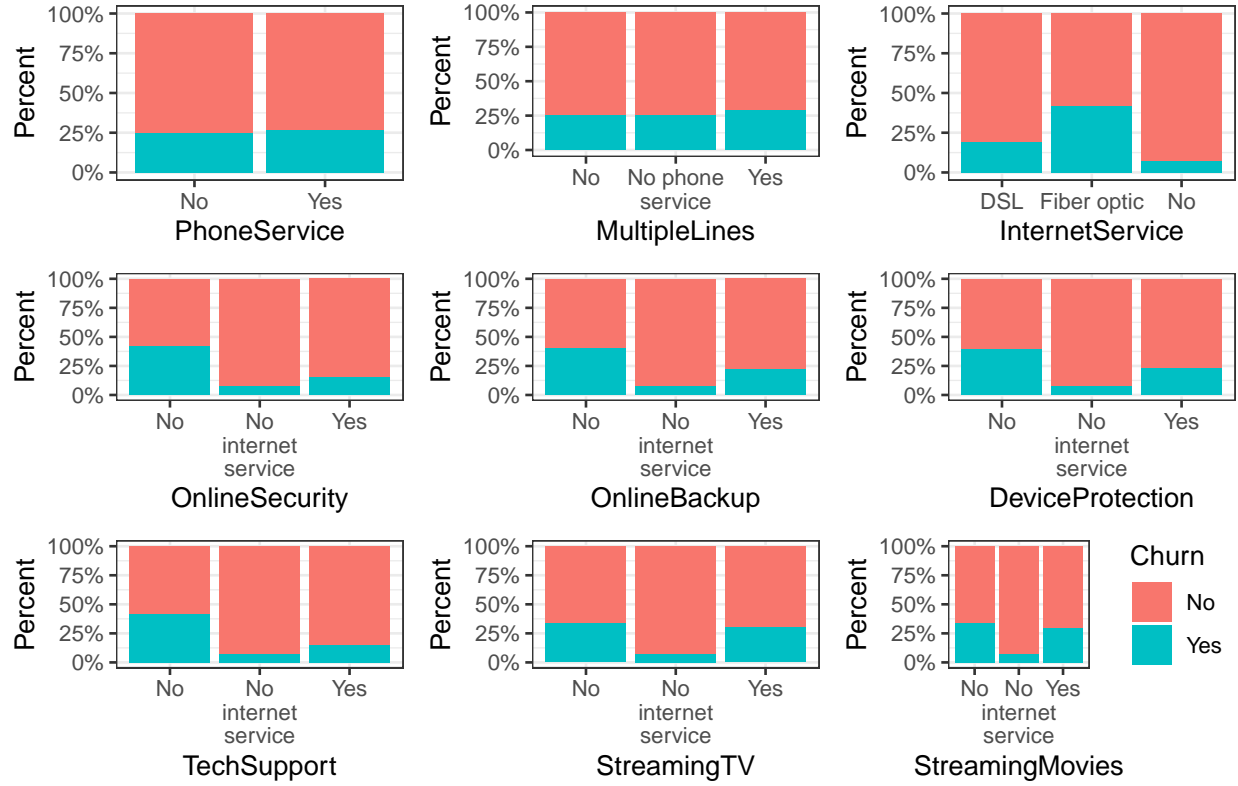 Percent
100%
75%
50%
25%
0%
No Yes
PhoneService
Percent
100%
75%
50%
25%
0%
No No phone Yes
service
MultipleLines
Percent
100%
75%
50%
25%
0%
DSL Fiber optic No
InternetService
Percent
100%
75%
50%
25%
0%
No No Yes
internet
service
OnlineSecurity
Percent
100%
75%
50%
25%
0%
No No Yes
internet
service
OnlineBackup
Percent
100%
75%
50%
25%
0%
No No Yes
internet
service
DeviceProtection
Percent
100%
75%
50%
25%
0%
No No Yes
internet
service
TechSupport
Percent
100%
75%
50%
25%
0%
No No Yes
internet
service
StreamingTV
Percent
100%
75%
50%
25%
0%
No No Yes
internet
service
StreamingMovies
Churn
No
Yes